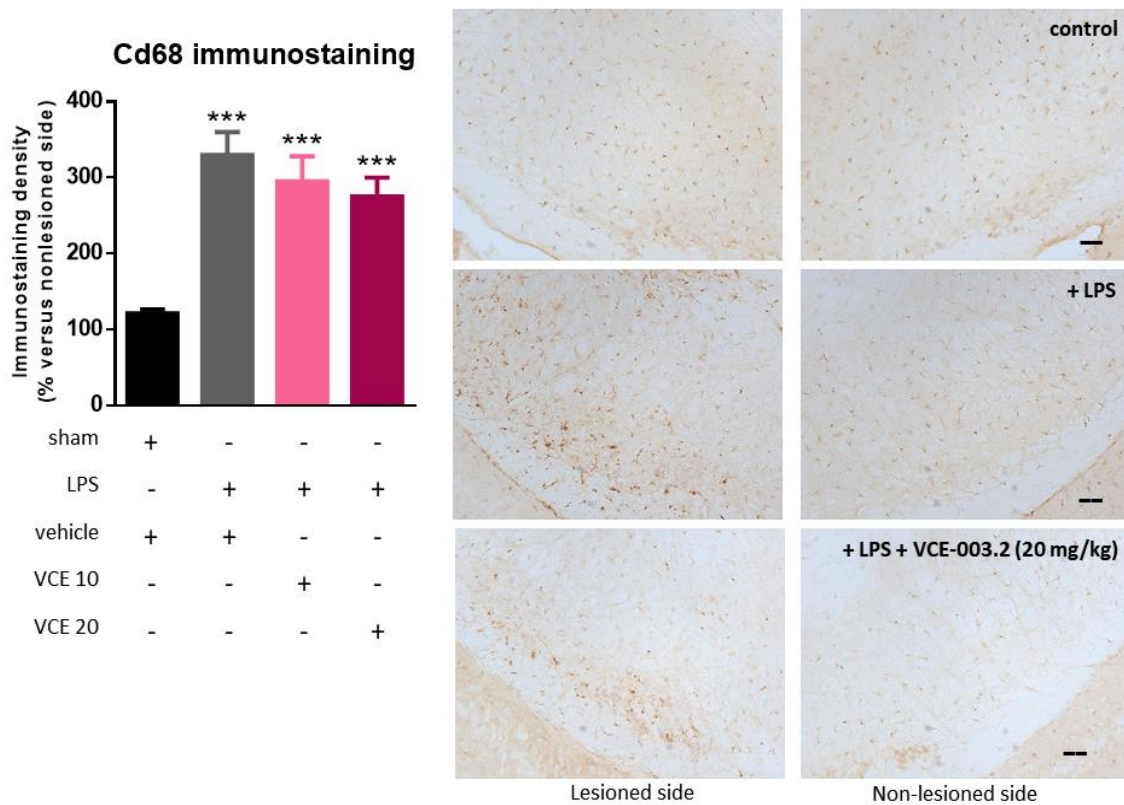 Cd68 immunostaining
Immunostaining density
(% versus nonlesioned side)
400
300
200
100
0
*** *** ***
sham + - - -
LPS - + + +
vehicle + + - -
VCE 10 - - + -
VCE 20 - - - +
control
+ LPS
+ LPS + VCE-003.2 (20 mg/kg)
Lesioned side
Non-lesioned side